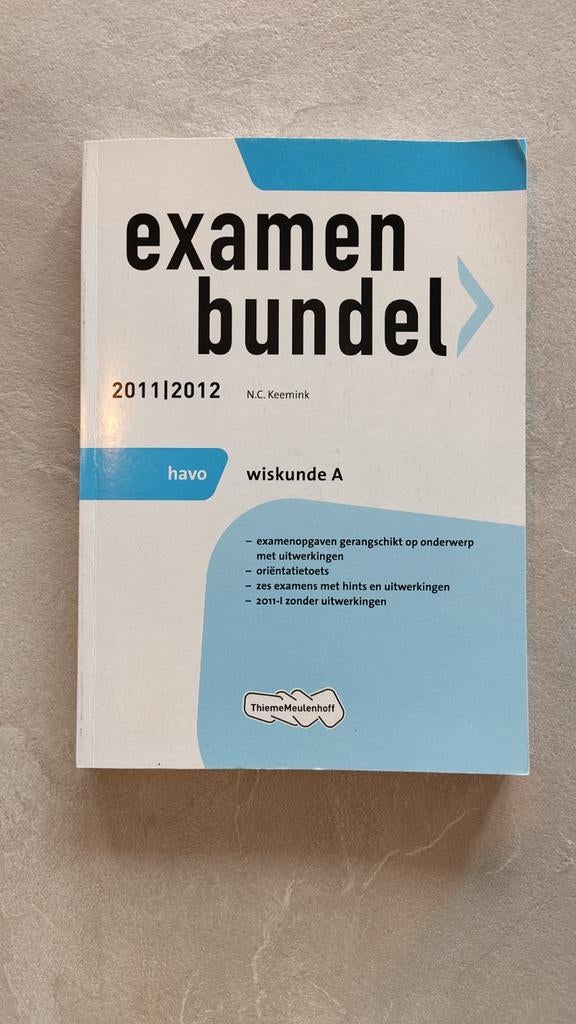 examen
bundel
2011|2012 N.C. Keemink
havo wiskunde A
– examenopgaven gerangschikt op onderwerp
met uitwerkingen
– oriëntatietoets
– zes examens met hints en uitwerkingen
– 2011-I zonder uitwerkingen
ThiemeMeulenhoff